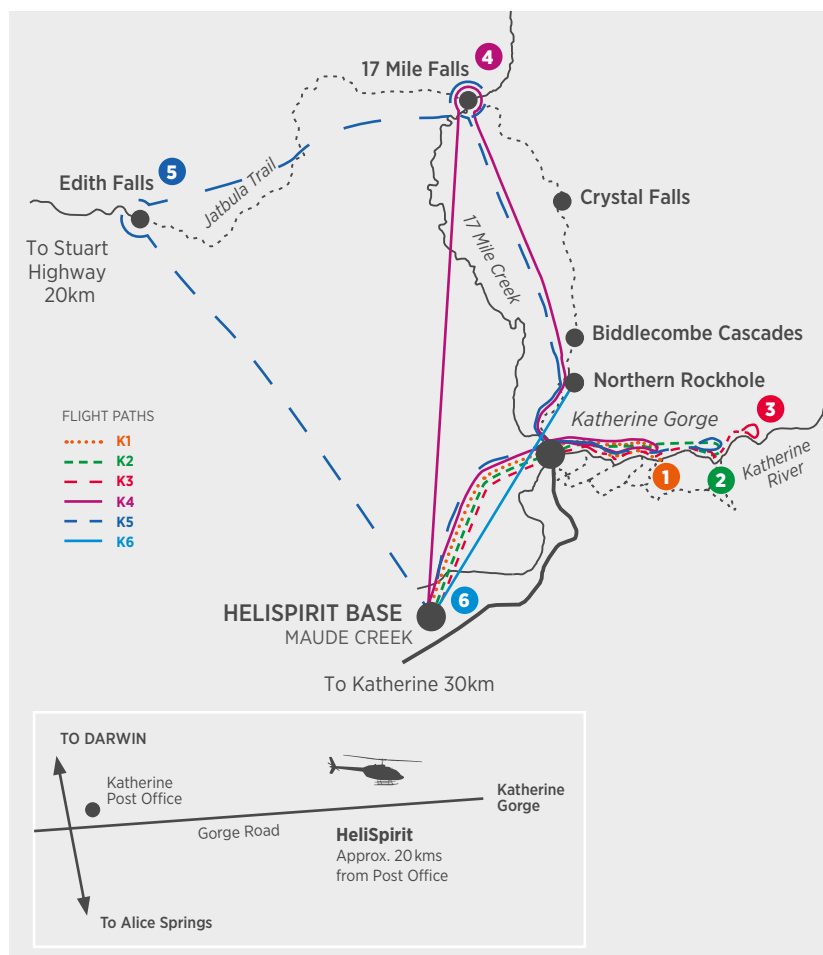 17 Mile Falls
4
5
Edith Falls
Jatbula Trail
Crystal Falls
To Stuart
Highway
20km
17 Mile Creek
Biddlecombe Cascades
Northern Rockhole
3
Katherine Gorge
FLIGHT PATHS
K1
K2
K3
K4
K5
K6
1
2
Katherine
River
6
HELISPIRIT BASE
MAUDE CREEK
To Katherine 30km
TO DARWIN
Katherine
Post Office
Katherine
Gorge
Gorge Road
HeliSpirit
Approx. 20 kms
from Post Office
To Alice Springs